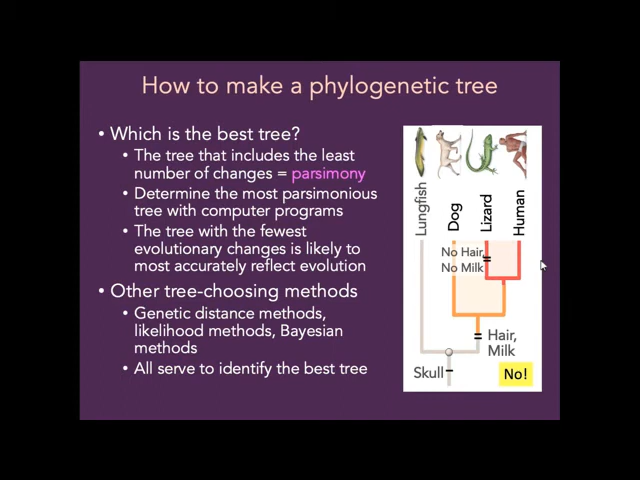 How to make a phylogenetic tree
• Which is the best tree?
• The tree that includes the least
number of changes = parsimony
• Determine the most parsimonious
tree with computer programs
• The tree with the fewest
evolutionary changes is likely to
most accurately reflect evolution
• Other tree-choosing methods
• Genetic distance methods,
likelihood methods, Bayesian
methods
• All serve to identify the best tree
Lungfish
Dog
Lizard
Human
No Hair,
No Milk
Hair,
Milk
Skull
No!